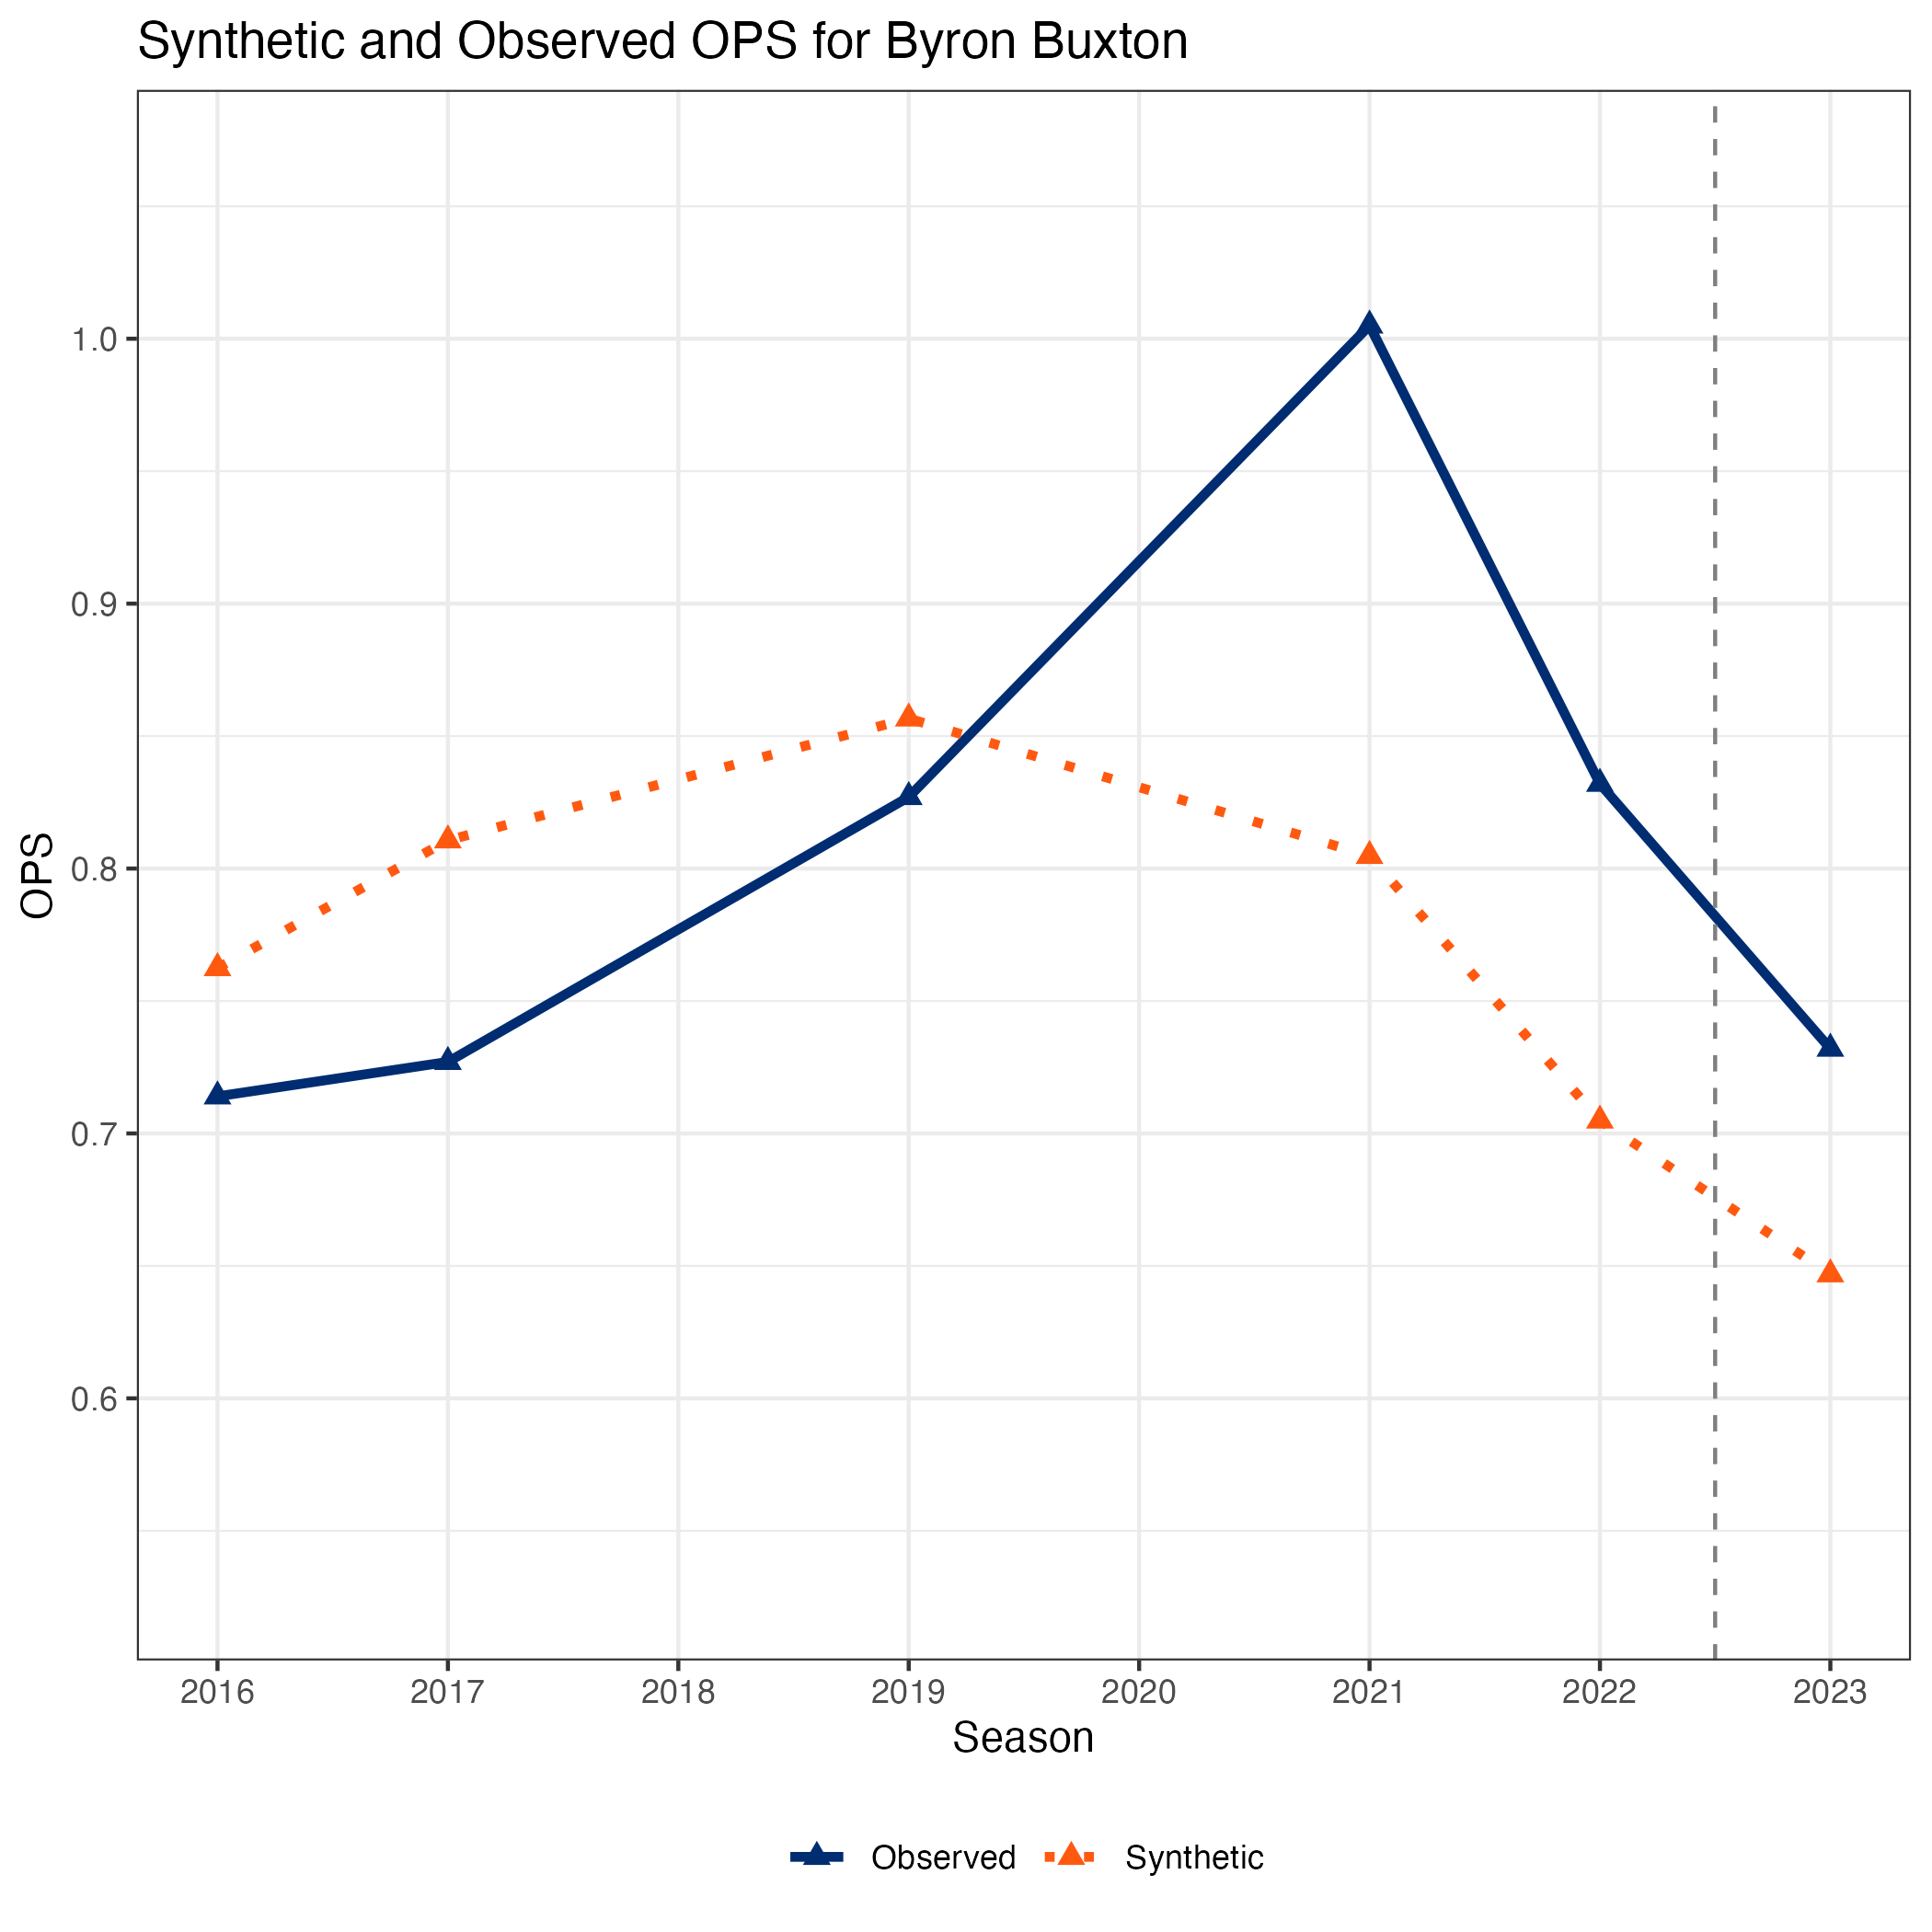 Synthetic and Observed OPS for Byron Buxton
OPS
1.0
0.9
0.8
0.7
0.6
2016 2017 2018 2019 2020 2021 2022 2023
Season
Observed Synthetic